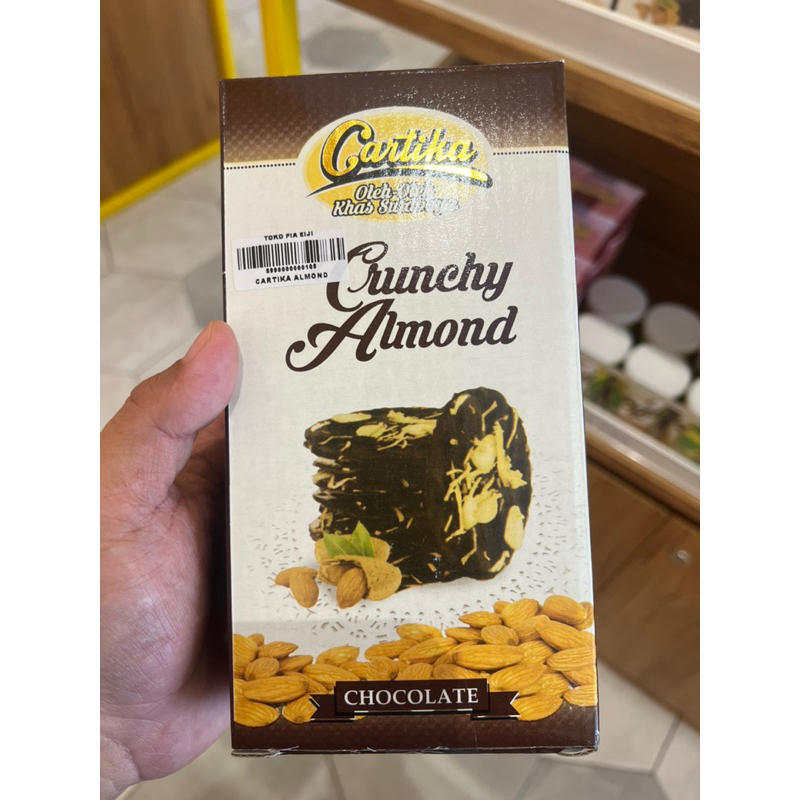 Cartika
Oleh-Oleh
Khas Surabaya
TOKO PIA EIJI
CARTIKA ALMOND
Crunchy
Almond
CHOCOLATE